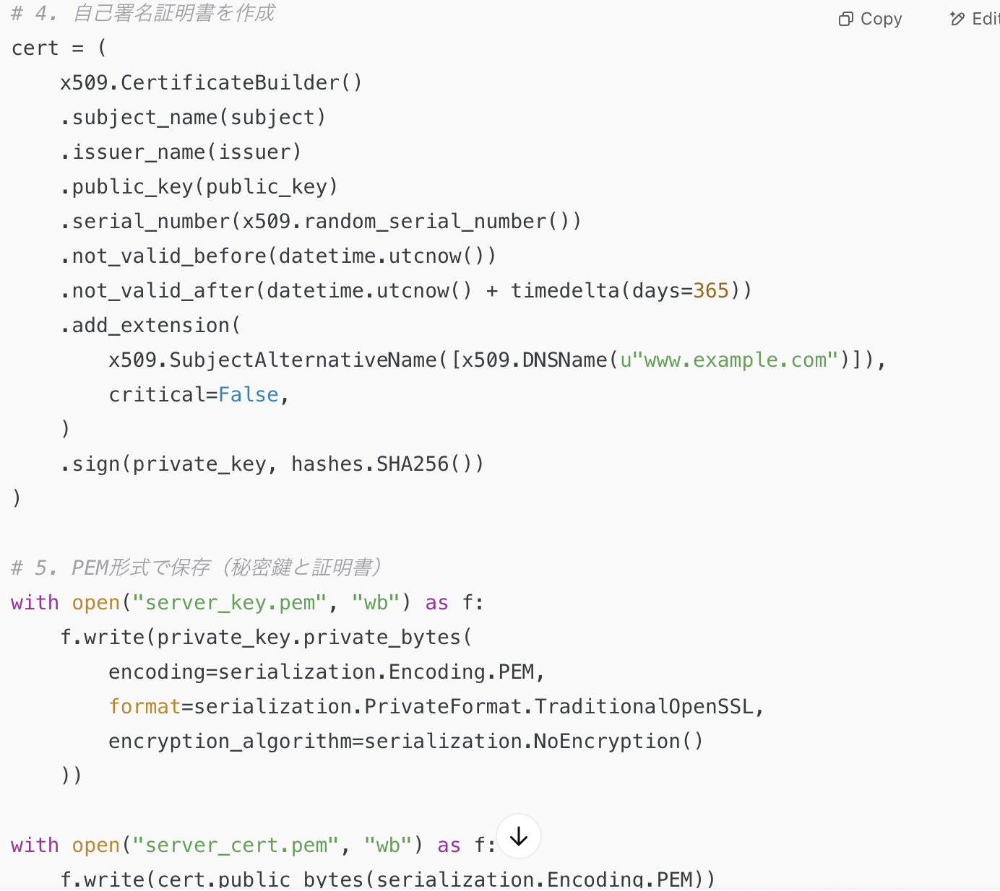 # 4. 自己署名証明書を作成
Copy Edit
cert = (
    x509.CertificateBuilder()
    .subject_name(subject)
    .issuer_name(issuer)
    .public_key(public_key)
    .serial_number(x509.random_serial_number())
    .not_valid_before(datetime.utcnow())
    .not_valid_after(datetime.utcnow() + timedelta(days=365))
    .add_extension(
        x509.SubjectAlternativeName([x509.DNSName(u"www.example.com")]),
        critical=False,
    )
    .sign(private_key, hashes.SHA256())
)
# 5. PEM形式で保存（秘密鍵と証明書）
with open("server_key.pem", "wb") as f:
    f.write(private_key.private_bytes(
        encoding=serialization.Encoding.PEM,
        format=serialization.PrivateFormat.TraditionalOpenSSL,
        encryption_algorithm=serialization.NoEncryption()
    ))
with open("server_cert.pem", "wb") as f:
    f.write(cert.public_bytes(serialization.Encoding.PEM))